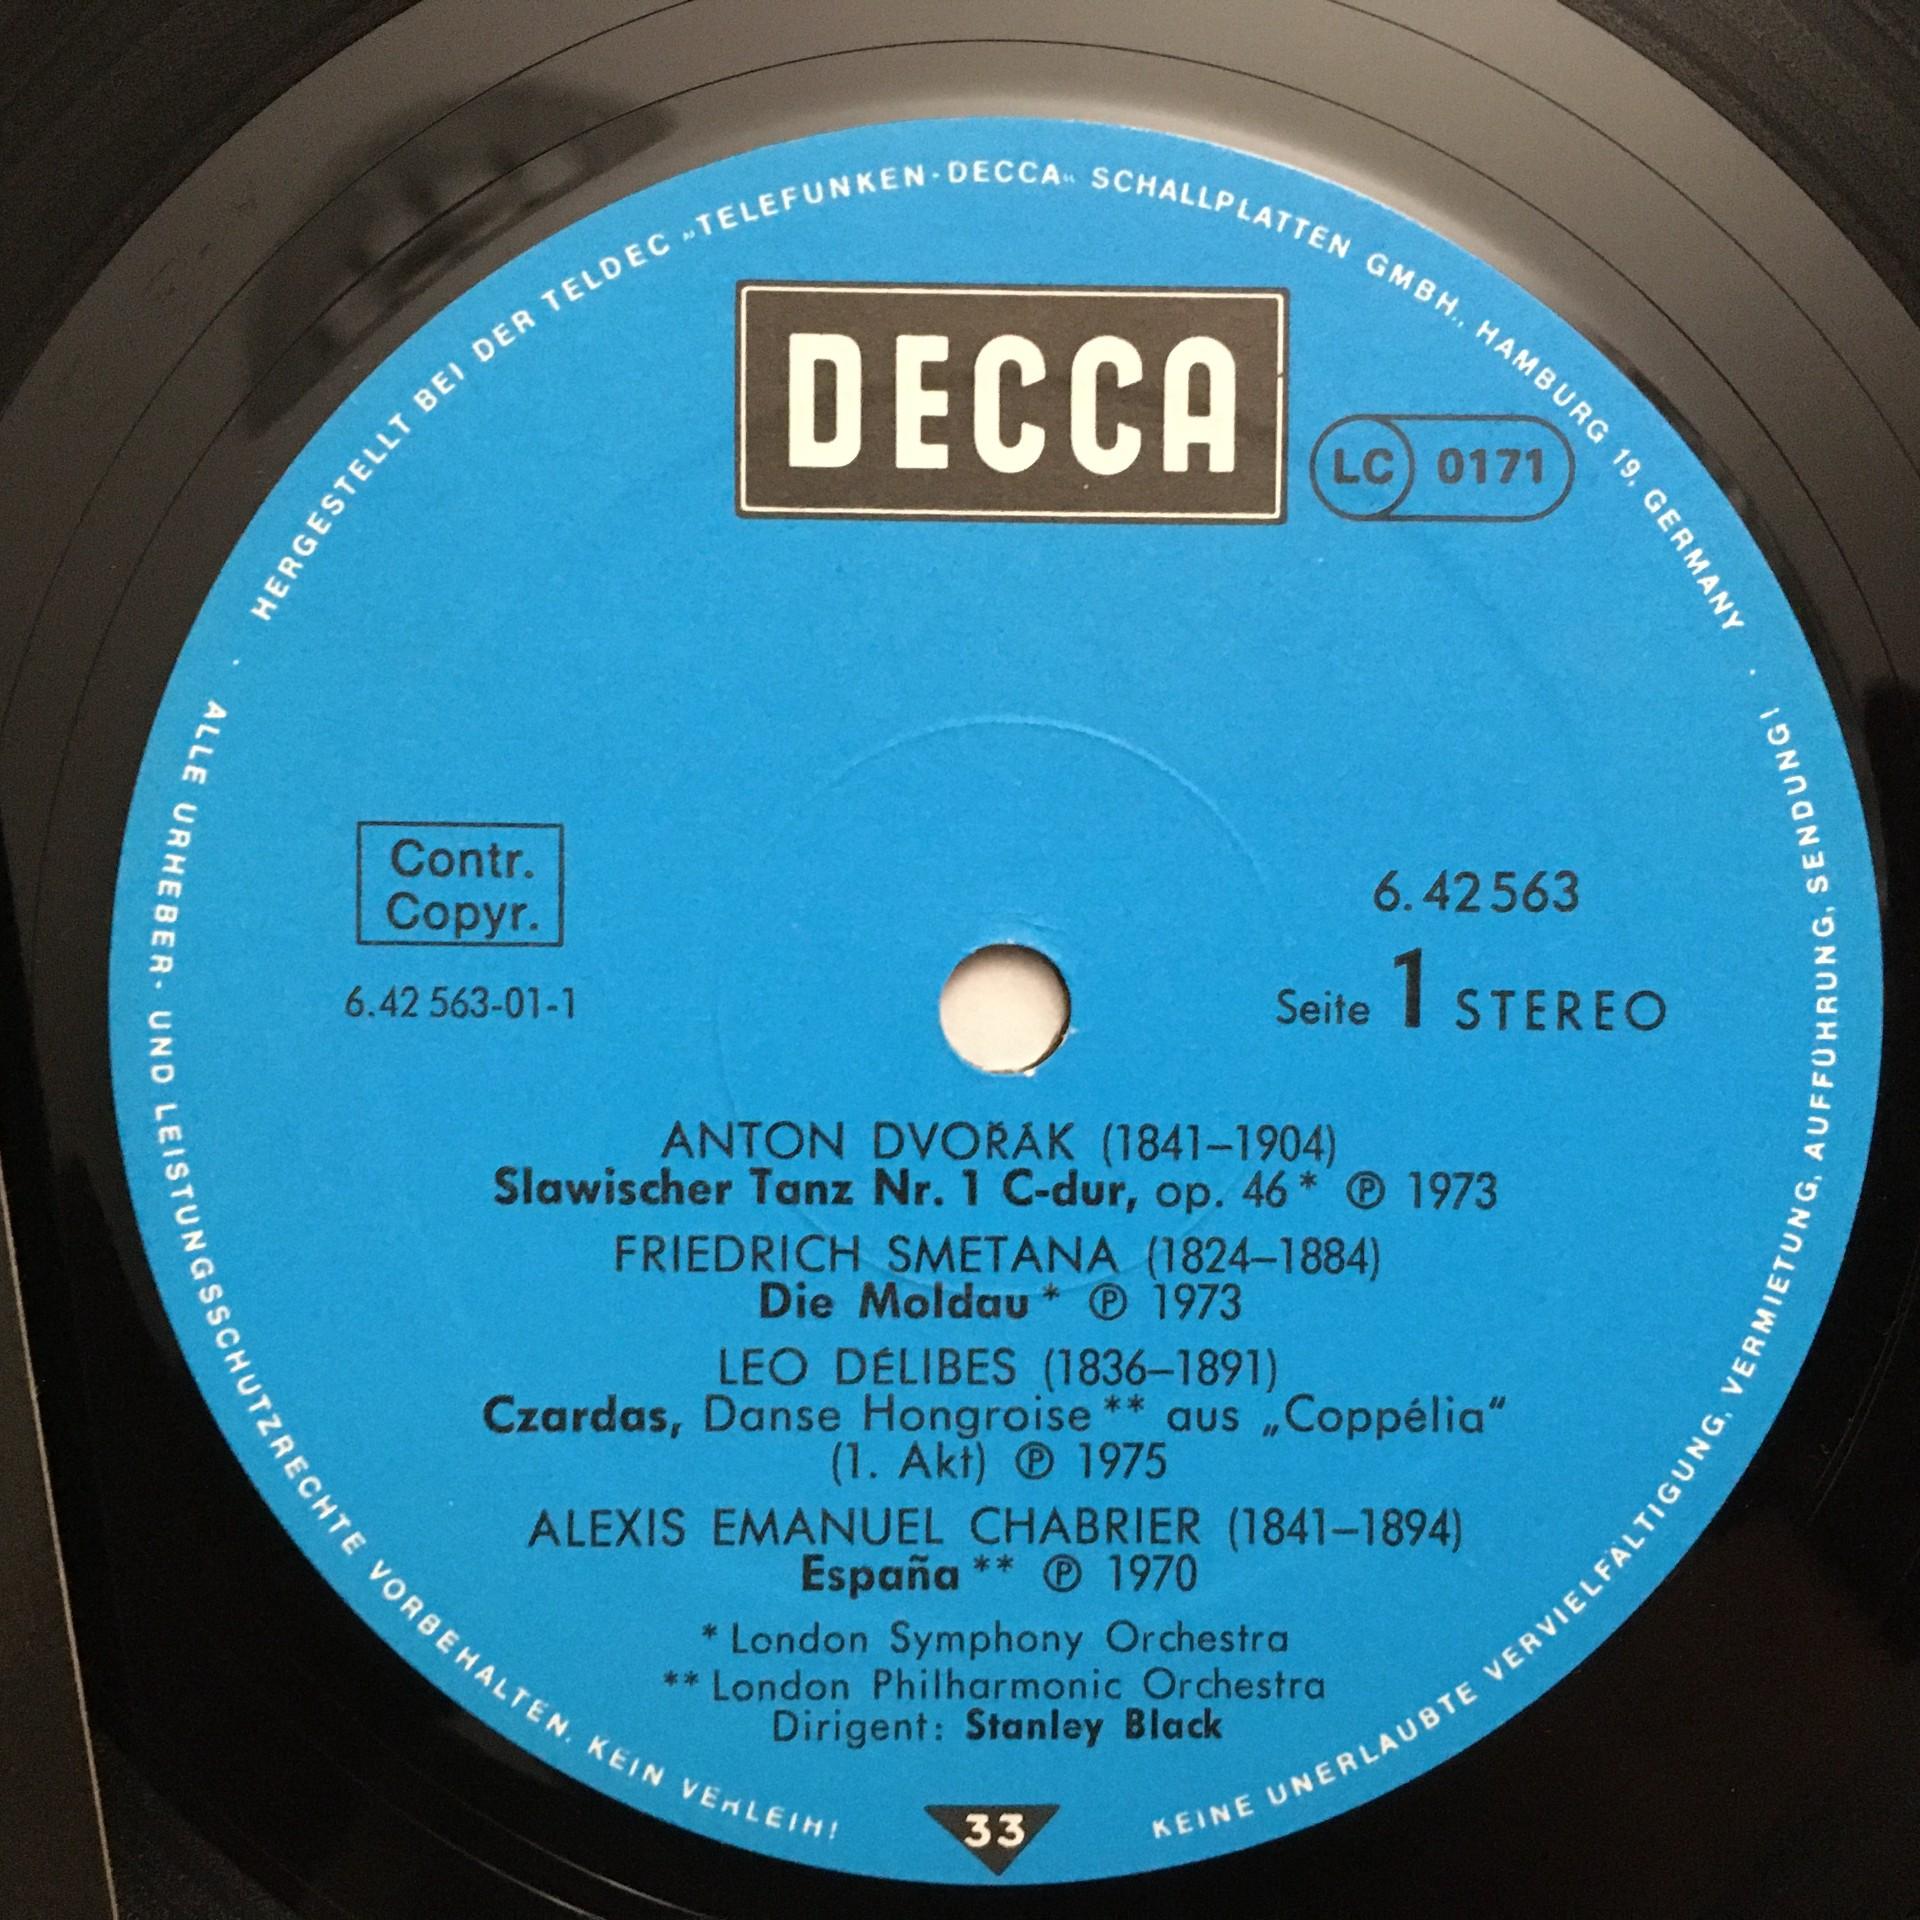 HERGESTELLT BEI DER TELDEC „TELEFUNKEN-DECCA“ SCHALLPLATTEN GMBH., HAMBURG 19, GERMANY
DECCA
LC 0171
Contr.
Copyr.
6.42 563-01-1
6.42563
Seite 1 STEREO
ANTON DVOŘÁK (1841–1904)
Slawischer Tanz Nr. 1 C-dur, op. 46 * ℗ 1973
FRIEDRICH SMETANA (1824–1884)
Die Moldau * ℗ 1973
LEO DÉLIBES (1836–1891)
Czardas, Danse Hongroise ** aus „Coppélia“
(1. Akt) ℗ 1975
ALEXIS EMANUEL CHABRIER (1841–1894)
España ** ℗ 1970
* London Symphony Orchestra
** London Philharmonic Orchestra
Dirigent: Stanley Black
33
ALLE URHEBER- UND LEISTUNGSSCHUTZRECHTE VORBEHALTEN. KEIN VERLEIH!
KEINE UNERLAUBTE VERVIELFÄLTIGUNG, VERMIETUNG, AUFFÜHRUNG, SENDUNG!